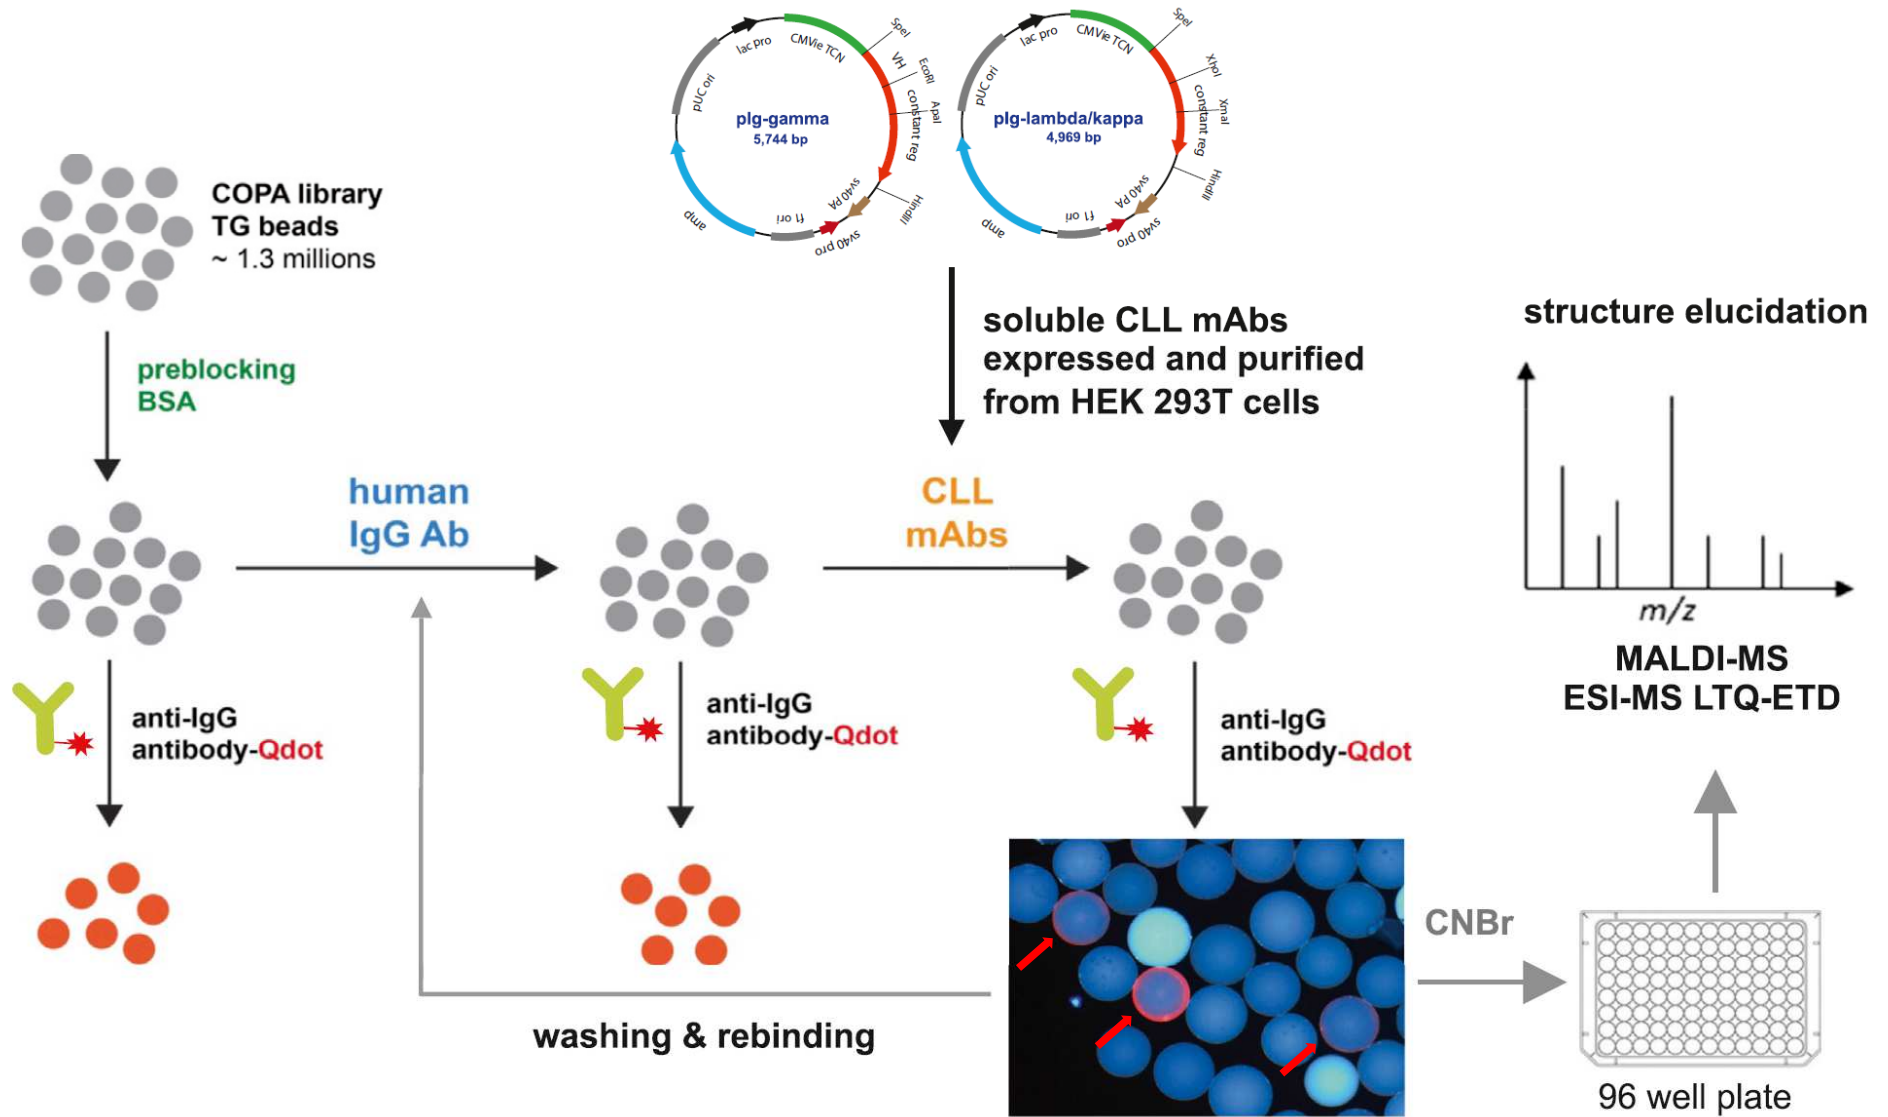 lac pro
CMVie TCN
SpeI
VH
EcoRI
ApaI
constant reg
HindIII
sv40 PA
sv40 pro
f1 ori
amp
pUC ori
pIg-gamma
5,744 bp
lac pro
CMVie TCN
SpeI
XhoI
XmaI
constant reg
HindIII
sv40 PA
sv40 pro
f1 ori
amp
pUC ori
pIg-lambda/kappa
4,969 bp
COPA library
TG beads
~ 1.3 millions
preblocking
BSA
soluble CLL mAbs
expressed and purified
from HEK 293T cells
human
IgG Ab
CLL
mAbs
anti-IgG
antibody-Qdot
anti-IgG
antibody-Qdot
anti-IgG
antibody-Qdot
washing & rebinding
CNBr
96 well plate
structure elucidation
m/z
MALDI-MS
ESI-MS LTQ-ETD